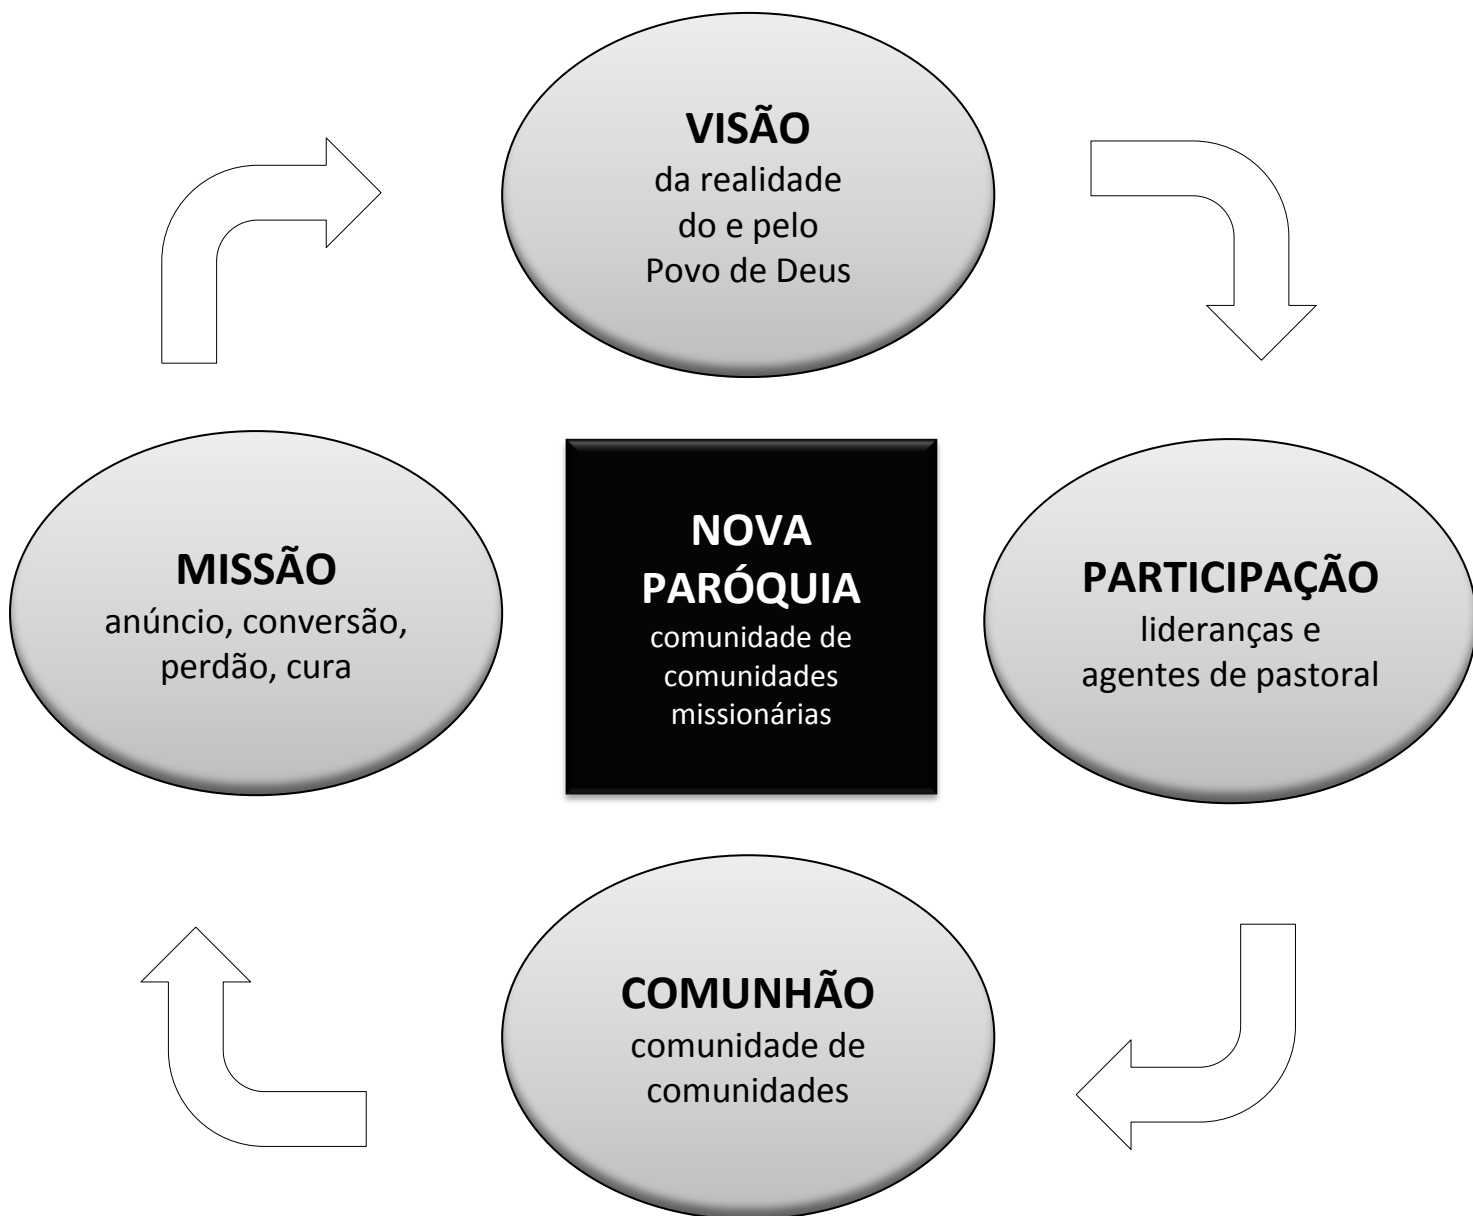 VISÃO
da realidade
do e pelo
Povo de Deus
MISSÃO
anúncio, conversão,
perdão, cura
NOVA
PARÓQUIA
comunidade de
comunidades
missionárias
PARTICIPAÇÃO
lideranças e
agentes de pastoral
COMUNHÃO
comunidade de
comunidades